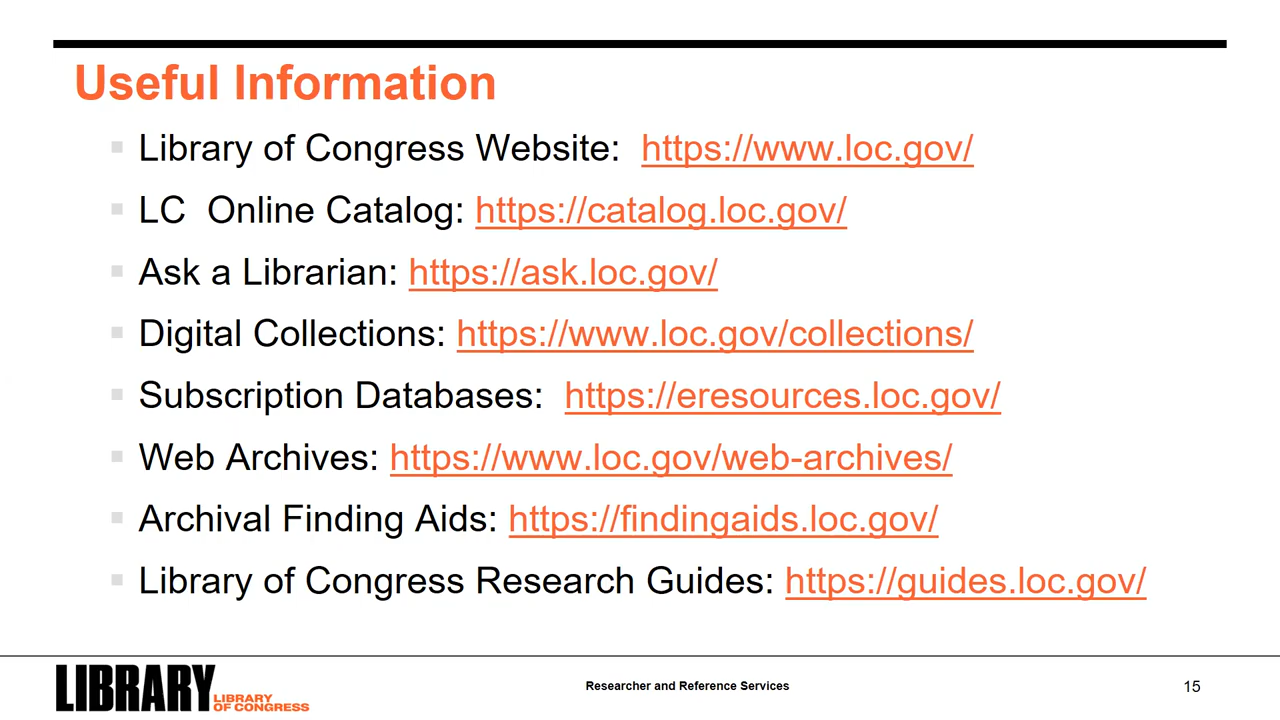 Useful Information
Library of Congress Website:  https://www.loc.gov/
LC  Online Catalog: https://catalog.loc.gov/
Ask a Librarian: https://ask.loc.gov/
Digital Collections: https://www.loc.gov/collections/
Subscription Databases:  https://eresources.loc.gov/
Web Archives: https://www.loc.gov/web-archives/
Archival Finding Aids: https://findingaids.loc.gov/
Library of Congress Research Guides: https://guides.loc.gov/
LIBRARY
LIBRARY
OF CONGRESS
Researcher and Reference Services
15